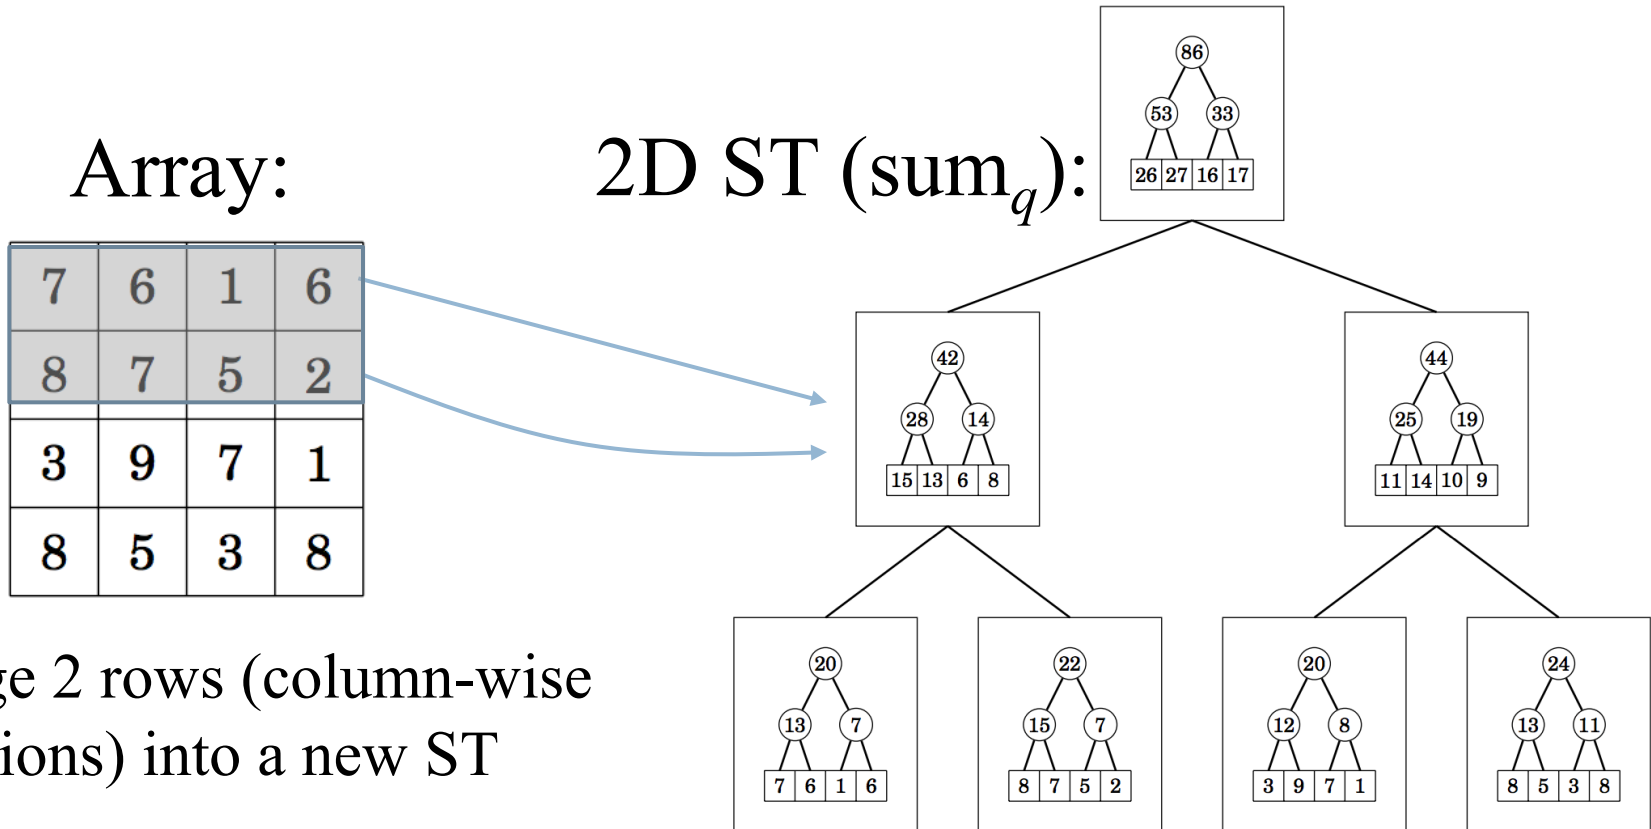 Array:
2D ST (sum_q):
7 6 1 6
8 7 5 2
3 9 7 1
8 5 3 8
2 rows (column-wise
into a new ST
86
53 33
26 27 16 17
42
28 14
15 13 6 8
44
25 19
11 14 10 9
20
13 7
7 6 1 6
22
15 7
8 7 5 2
20
12 8
3 9 7 1
24
13 11
8 5 3 8